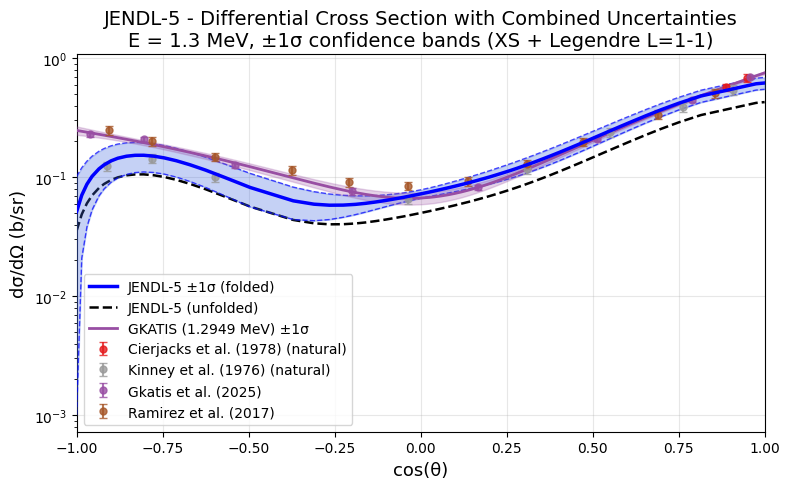 JENDL-5 - Differential Cross Section with Combined Uncertainties
E = 1.3 MeV, ±1σ confidence bands (XS + Legendre L=1-1)
dσ/dΩ (b/sr)
10⁰
10⁻¹
10⁻²
10⁻³
JENDL-5 ±1σ (folded)
JENDL-5 (unfolded)
GKATIS (1.2949 MeV) ±1σ
Cierjacks et al. (1978) (natural)
Kinney et al. (1976) (natural)
Gkatis et al. (2025)
Ramirez et al. (2017)
−1.00 −0.75 −0.50 −0.25 0.00 0.25 0.50 0.75 1.00
cos(θ)